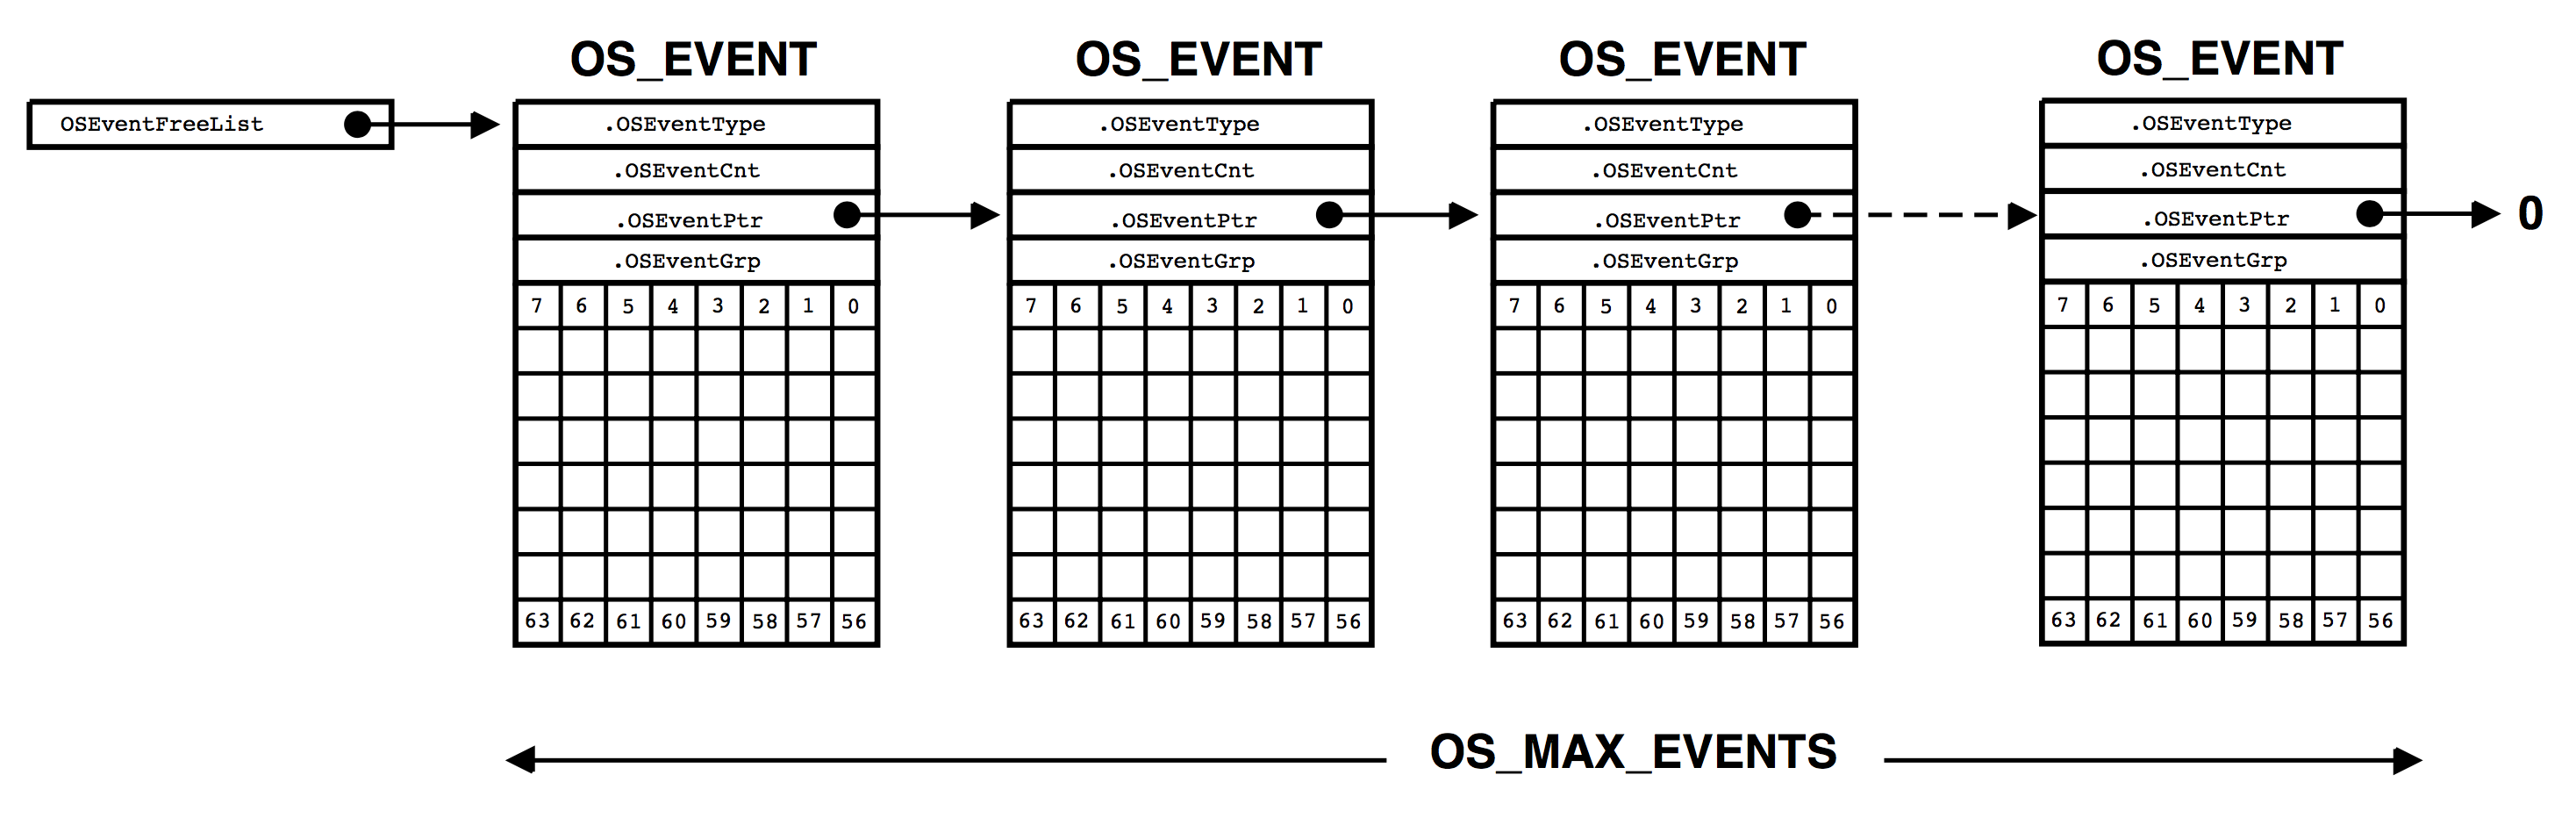 OS_EVENT OS_EVENT OS_EVENT OS_EVENT
OSEventFreeList .OSEventType .OSEventType .OSEventType .OSEventType
.OSEventCnt .OSEventCnt .OSEventCnt .OSEventCnt
.OSEventPtr .OSEventPtr .OSEventPtr .OSEventPtr 0
.OSEventGrp .OSEventGrp .OSEventGrp .OSEventGrp
7 6 5 4 3 2 1 0 7 6 5 4 3 2 1 0 7 6 5 4 3 2 1 0 7 6 5 4 3 2 1 0
63 62 61 60 59 58 57 56 63 62 61 60 59 58 57 56 63 62 61 60 59 58 57 56 63 62 61 60 59 58 57 56
OS_MAX_EVENTS